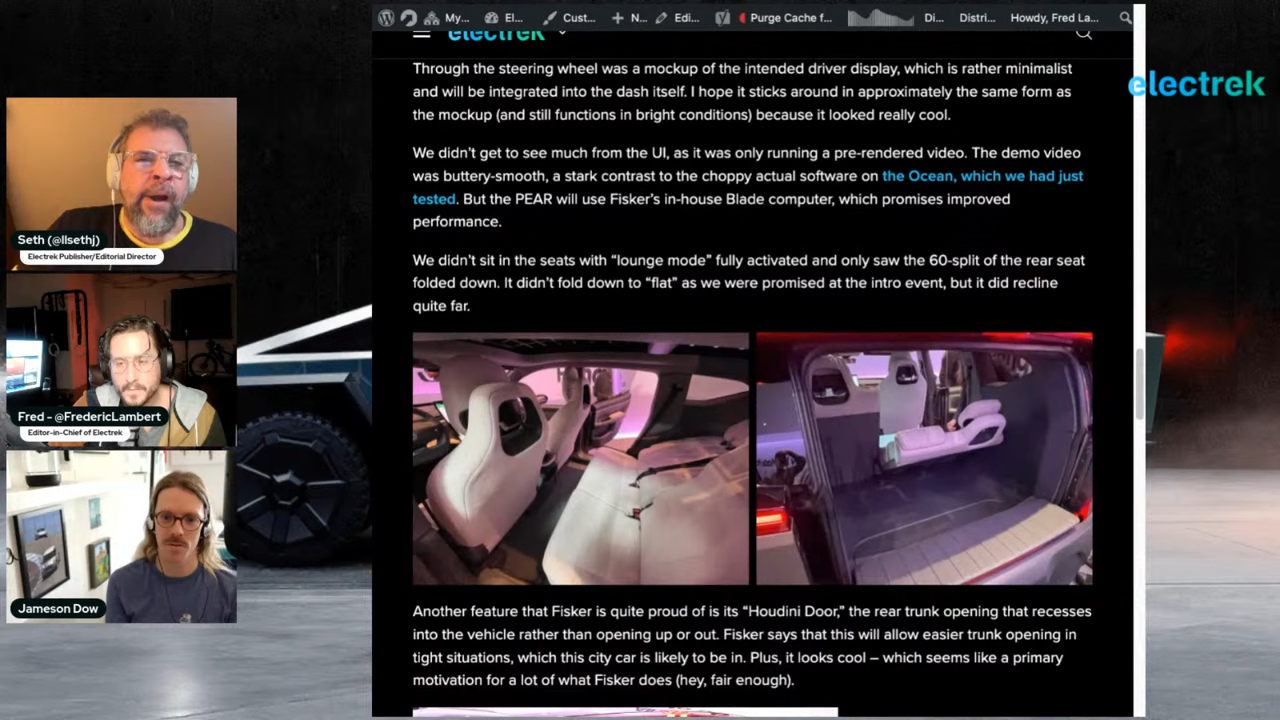 My...
El...
Cust...
N...
Edi...
Purge Cache f...
Di...
Distri...
Howdy, Fred La...
electrek
electrek
Through the steering wheel was a mockup of the intended driver display, which is rather minimalist
and will be integrated into the dash itself. I hope it sticks around in approximately the same form as
the mockup (and still functions in bright conditions) because it looked really cool.
We didn’t get to see much from the UI, as it was only running a pre-rendered video. The demo video
was buttery-smooth, a stark contrast to the choppy actual software on the Ocean, which we had just
tested. But the PEAR will use Fisker’s in-house Blade computer, which promises improved
performance.
We didn’t sit in the seats with “lounge mode” fully activated and only saw the 60-split of the rear seat
folded down. It didn’t fold down to “flat” as we were promised at the intro event, but it did recline
quite far.
Another feature that Fisker is quite proud of is its “Houdini Door,” the rear trunk opening that recesses
into the vehicle rather than opening up or out. Fisker says that this will allow easier trunk opening in
tight situations, which this city car is likely to be in. Plus, it looks cool – which seems like a primary
motivation for a lot of what Fisker does (hey, fair enough).
Seth (@llsethj)
Electrek Publisher/Editorial Director
Fred - @FredericLambert
Editor-in-Chief of Electrek
Jameson Dow